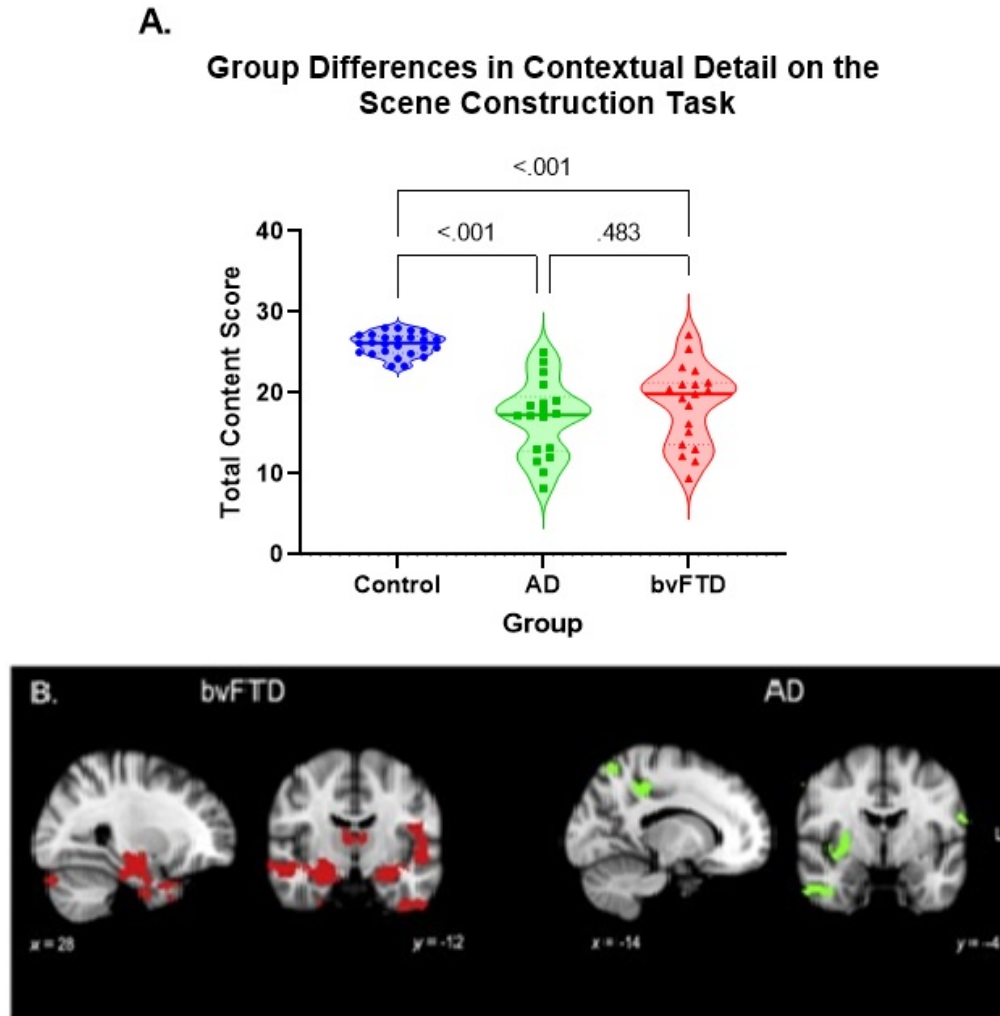 A.
Group Differences in Contextual Detail on the
Scene Construction Task
<.001
<.001
.483
40
30
20
10
0
Total Content Score
Control
AD
bvFTD
Group
B.
bvFTD
AD
x = 28
y = -12
x = -14
y = -4